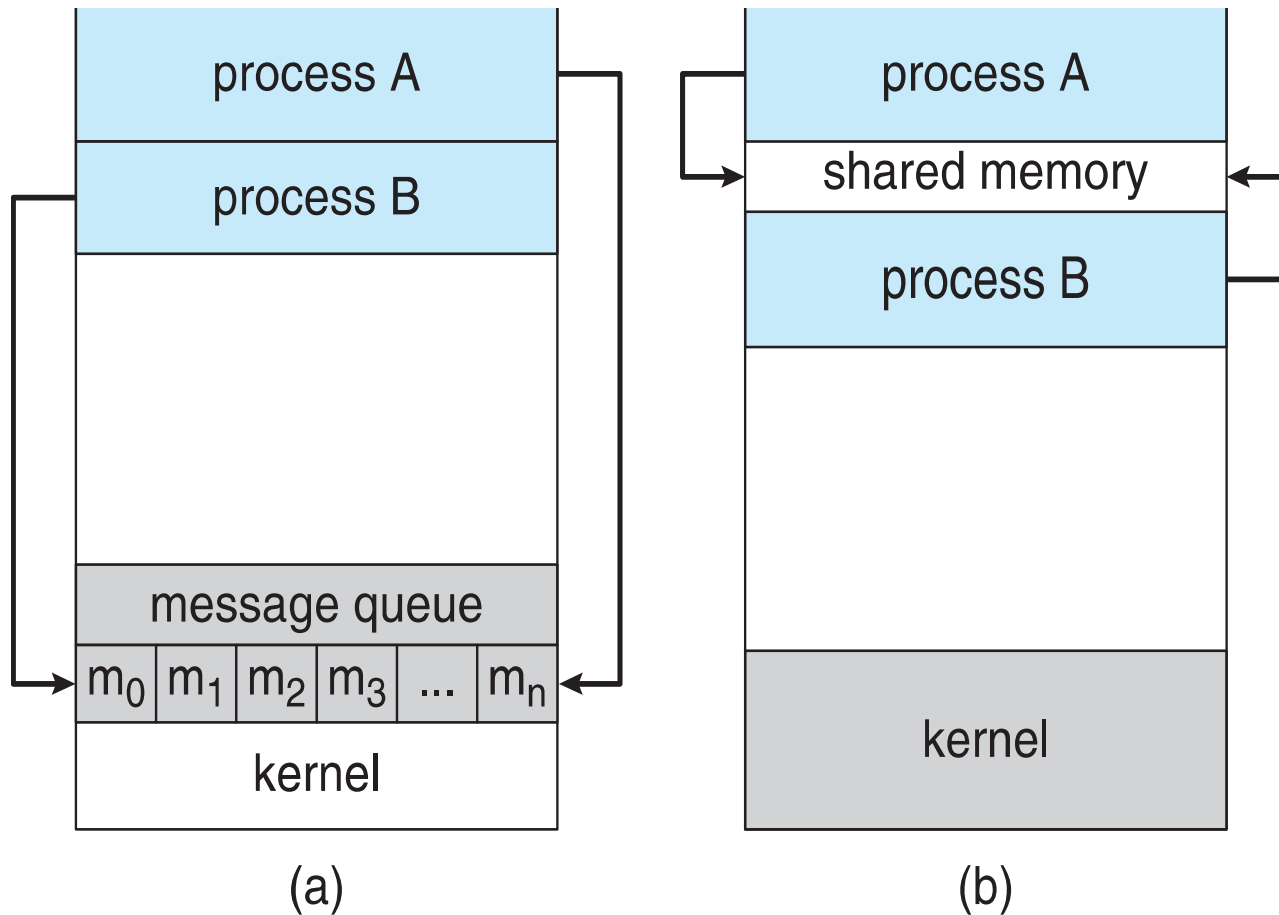 process A
process B
message queue
m0 m1 m2 m3 ... mn
kernel
(a)
process A
shared memory
process B
kernel
(b)